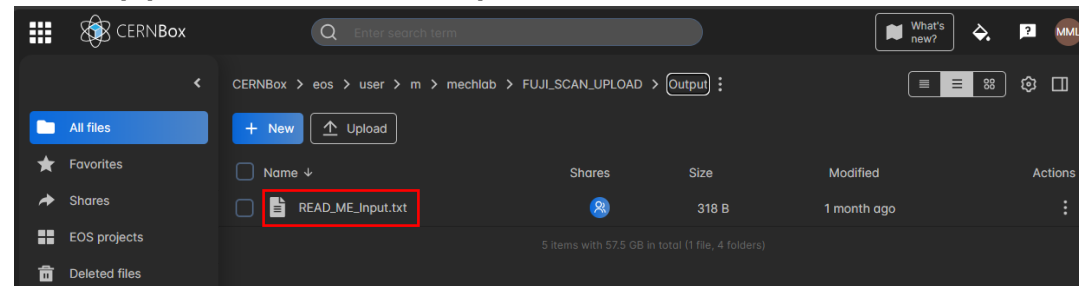 CERNBox
Enter search term
What's
new?
?
MML
CERNBox > eos > user > m > mechlab > FUJI_SCAN_UPLOAD > Output
All files
+ New
Upload
Favorites
Name
Shares
Size
Modified
Actions
Shares
READ_ME_Input.txt
318 B
1 month ago
EOS projects
5 items with 57.5 GB in total (1 file, 4 folders)
Deleted files